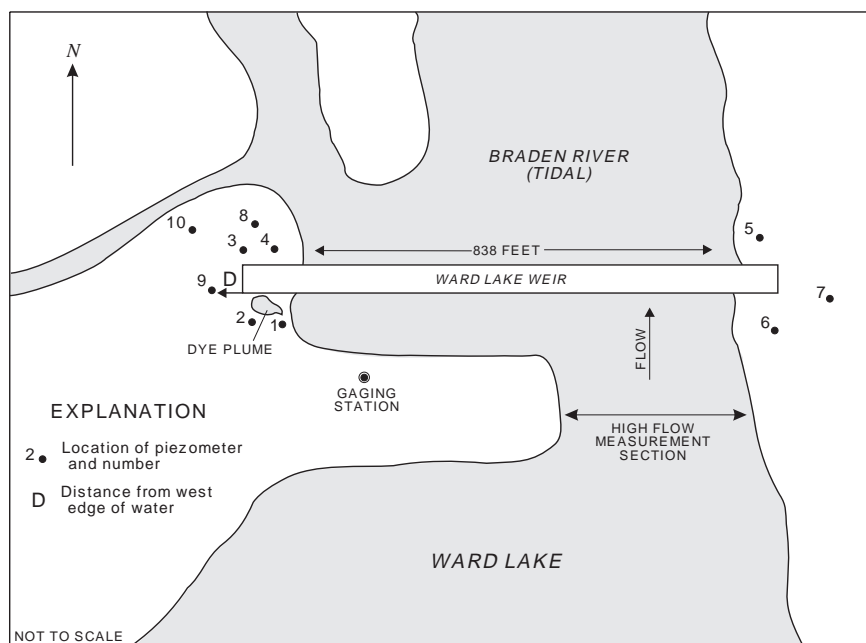 N
BRADEN RIVER
(TIDAL)
10
8
3
4
5
838 FEET
9
D
WARD LAKE WEIR
7
2
1
6
DYE PLUME
FLOW
GAGING
STATION
HIGH FLOW
MEASUREMENT
SECTION
EXPLANATION
2 Location of piezometer
and number
D Distance from west
edge of water
WARD LAKE
NOT TO SCALE